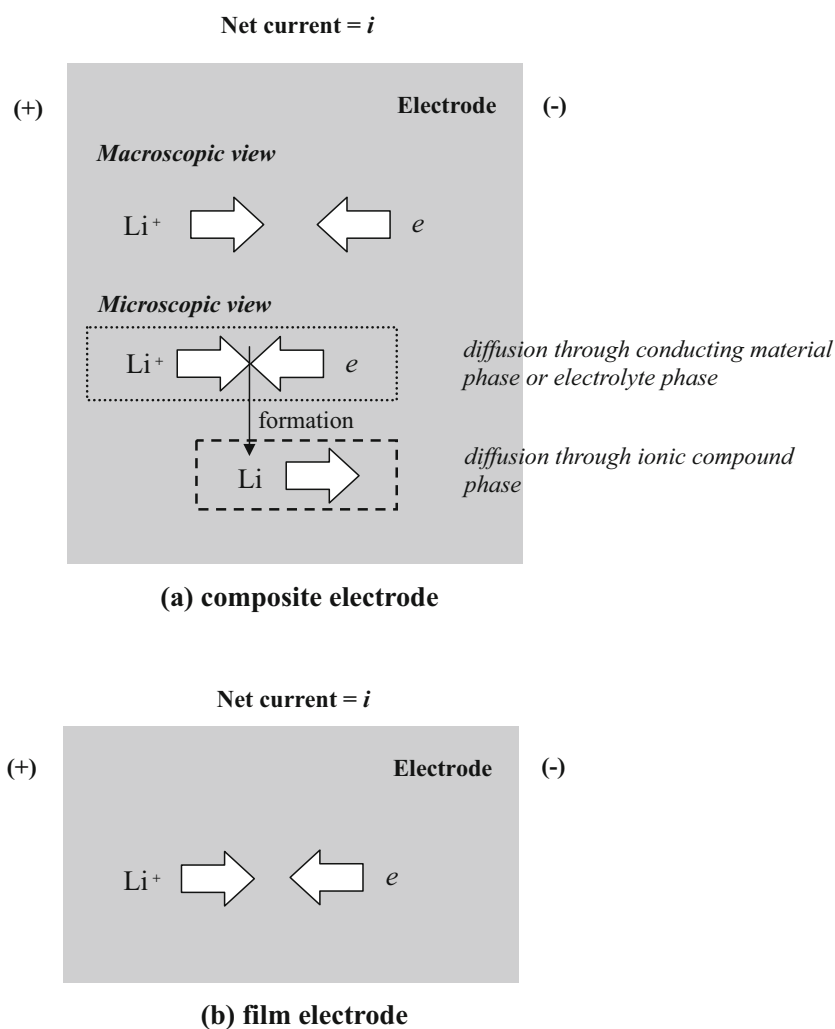 Net current = i
(+)
Electrode
(-)
Macroscopic view
Li⁺
e
Microscopic view
Li⁺
e
diffusion through conducting material
phase or electrolyte phase
formation
Li
diffusion through ionic compound
phase
(a) composite electrode
Net current = i
(+)
Electrode
(-)
Li⁺
e
(b) film electrode